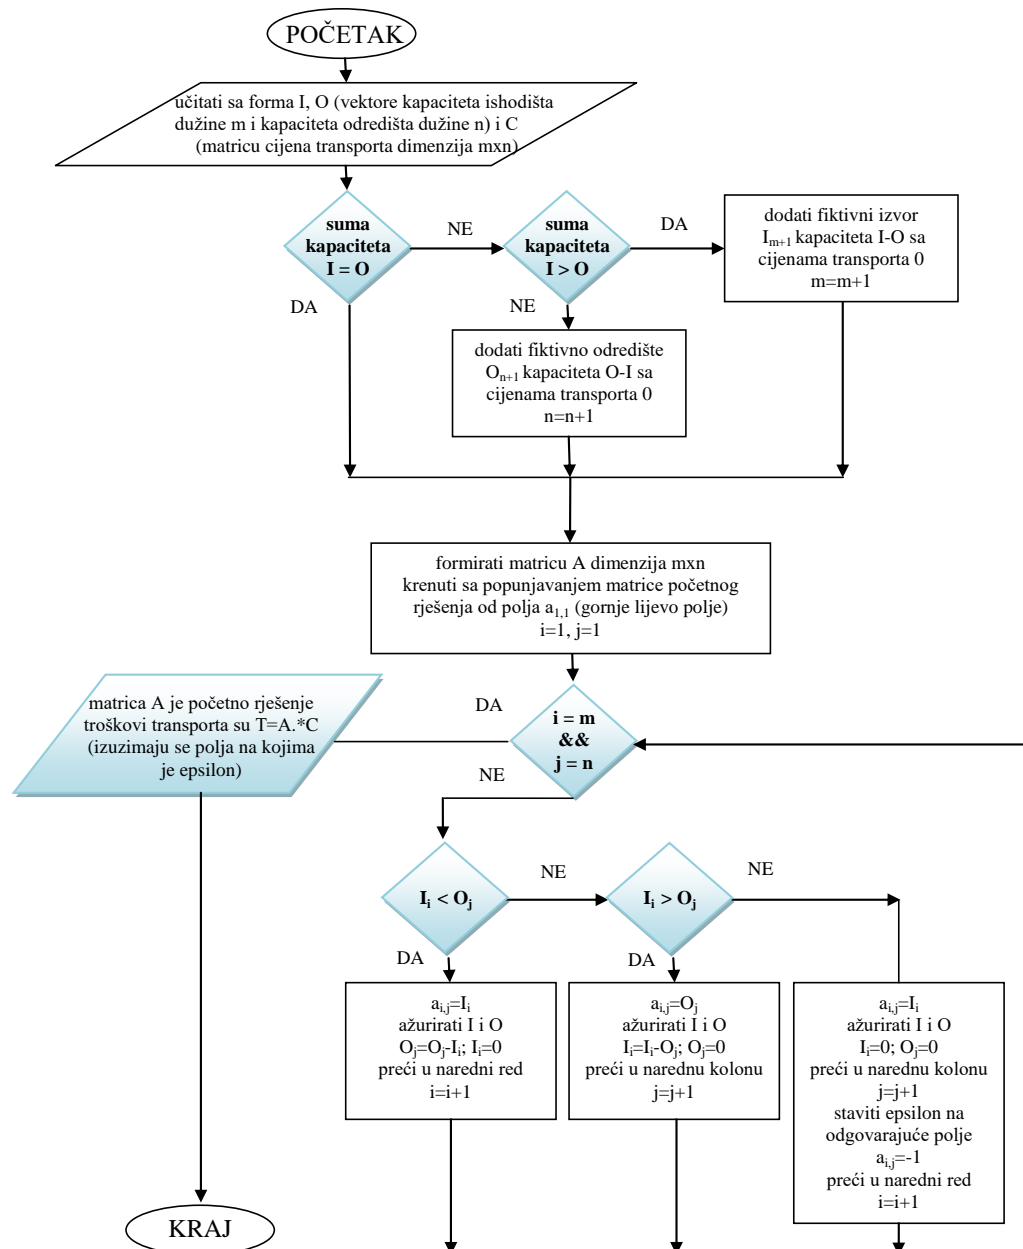 POČETAK
učitati sa forma I, O (vektore kapaciteta ishodišta
dužine m i kapaciteta odredišta dužine n) i C
(matricu cijena transporta dimenzija mxn)
suma
kapaciteta
I = O
NE
DA
suma
kapaciteta
I > O
DA
NE
dodati fiktivni izvor
Iₘ₊₁ kapaciteta I-O sa
cijenama transporta 0
m=m+1
dodati fiktivno odredište
Oₙ₊₁ kapaciteta O-I sa
cijenama transporta 0
n=n+1
formirati matricu A dimenzija mxn
krenuti sa popunjavanjem matrice početnog
rješenja od polja a₁,₁ (gornje lijevo polje)
i=1, j=1
i = m
&&
j = n
DA
NE
matrica A je početno rješenje
troškovi transporta su T=A.*C
(izuzimaju se polja na kojima
je epsilon)
Iᵢ < Oⱼ
NE
DA
Iᵢ > Oⱼ
NE
DA
aᵢ,ⱼ=Iᵢ
ažurirati I i O
Oⱼ=Oⱼ-Iᵢ; Iᵢ=0
preći u naredni red
i=i+1
aᵢ,ⱼ=Oⱼ
ažurirati I i O
Iᵢ=Iᵢ-Oⱼ; Oⱼ=0
preći u narednu kolonu
j=j+1
aᵢ,ⱼ=Iᵢ
ažurirati I i O
Iᵢ=0; Oⱼ=0
preći u narednu kolonu
j=j+1
staviti epsilon na
odgovarajuće polje
aᵢ,ⱼ=-1
preći u naredni red
i=i+1
KRAJ